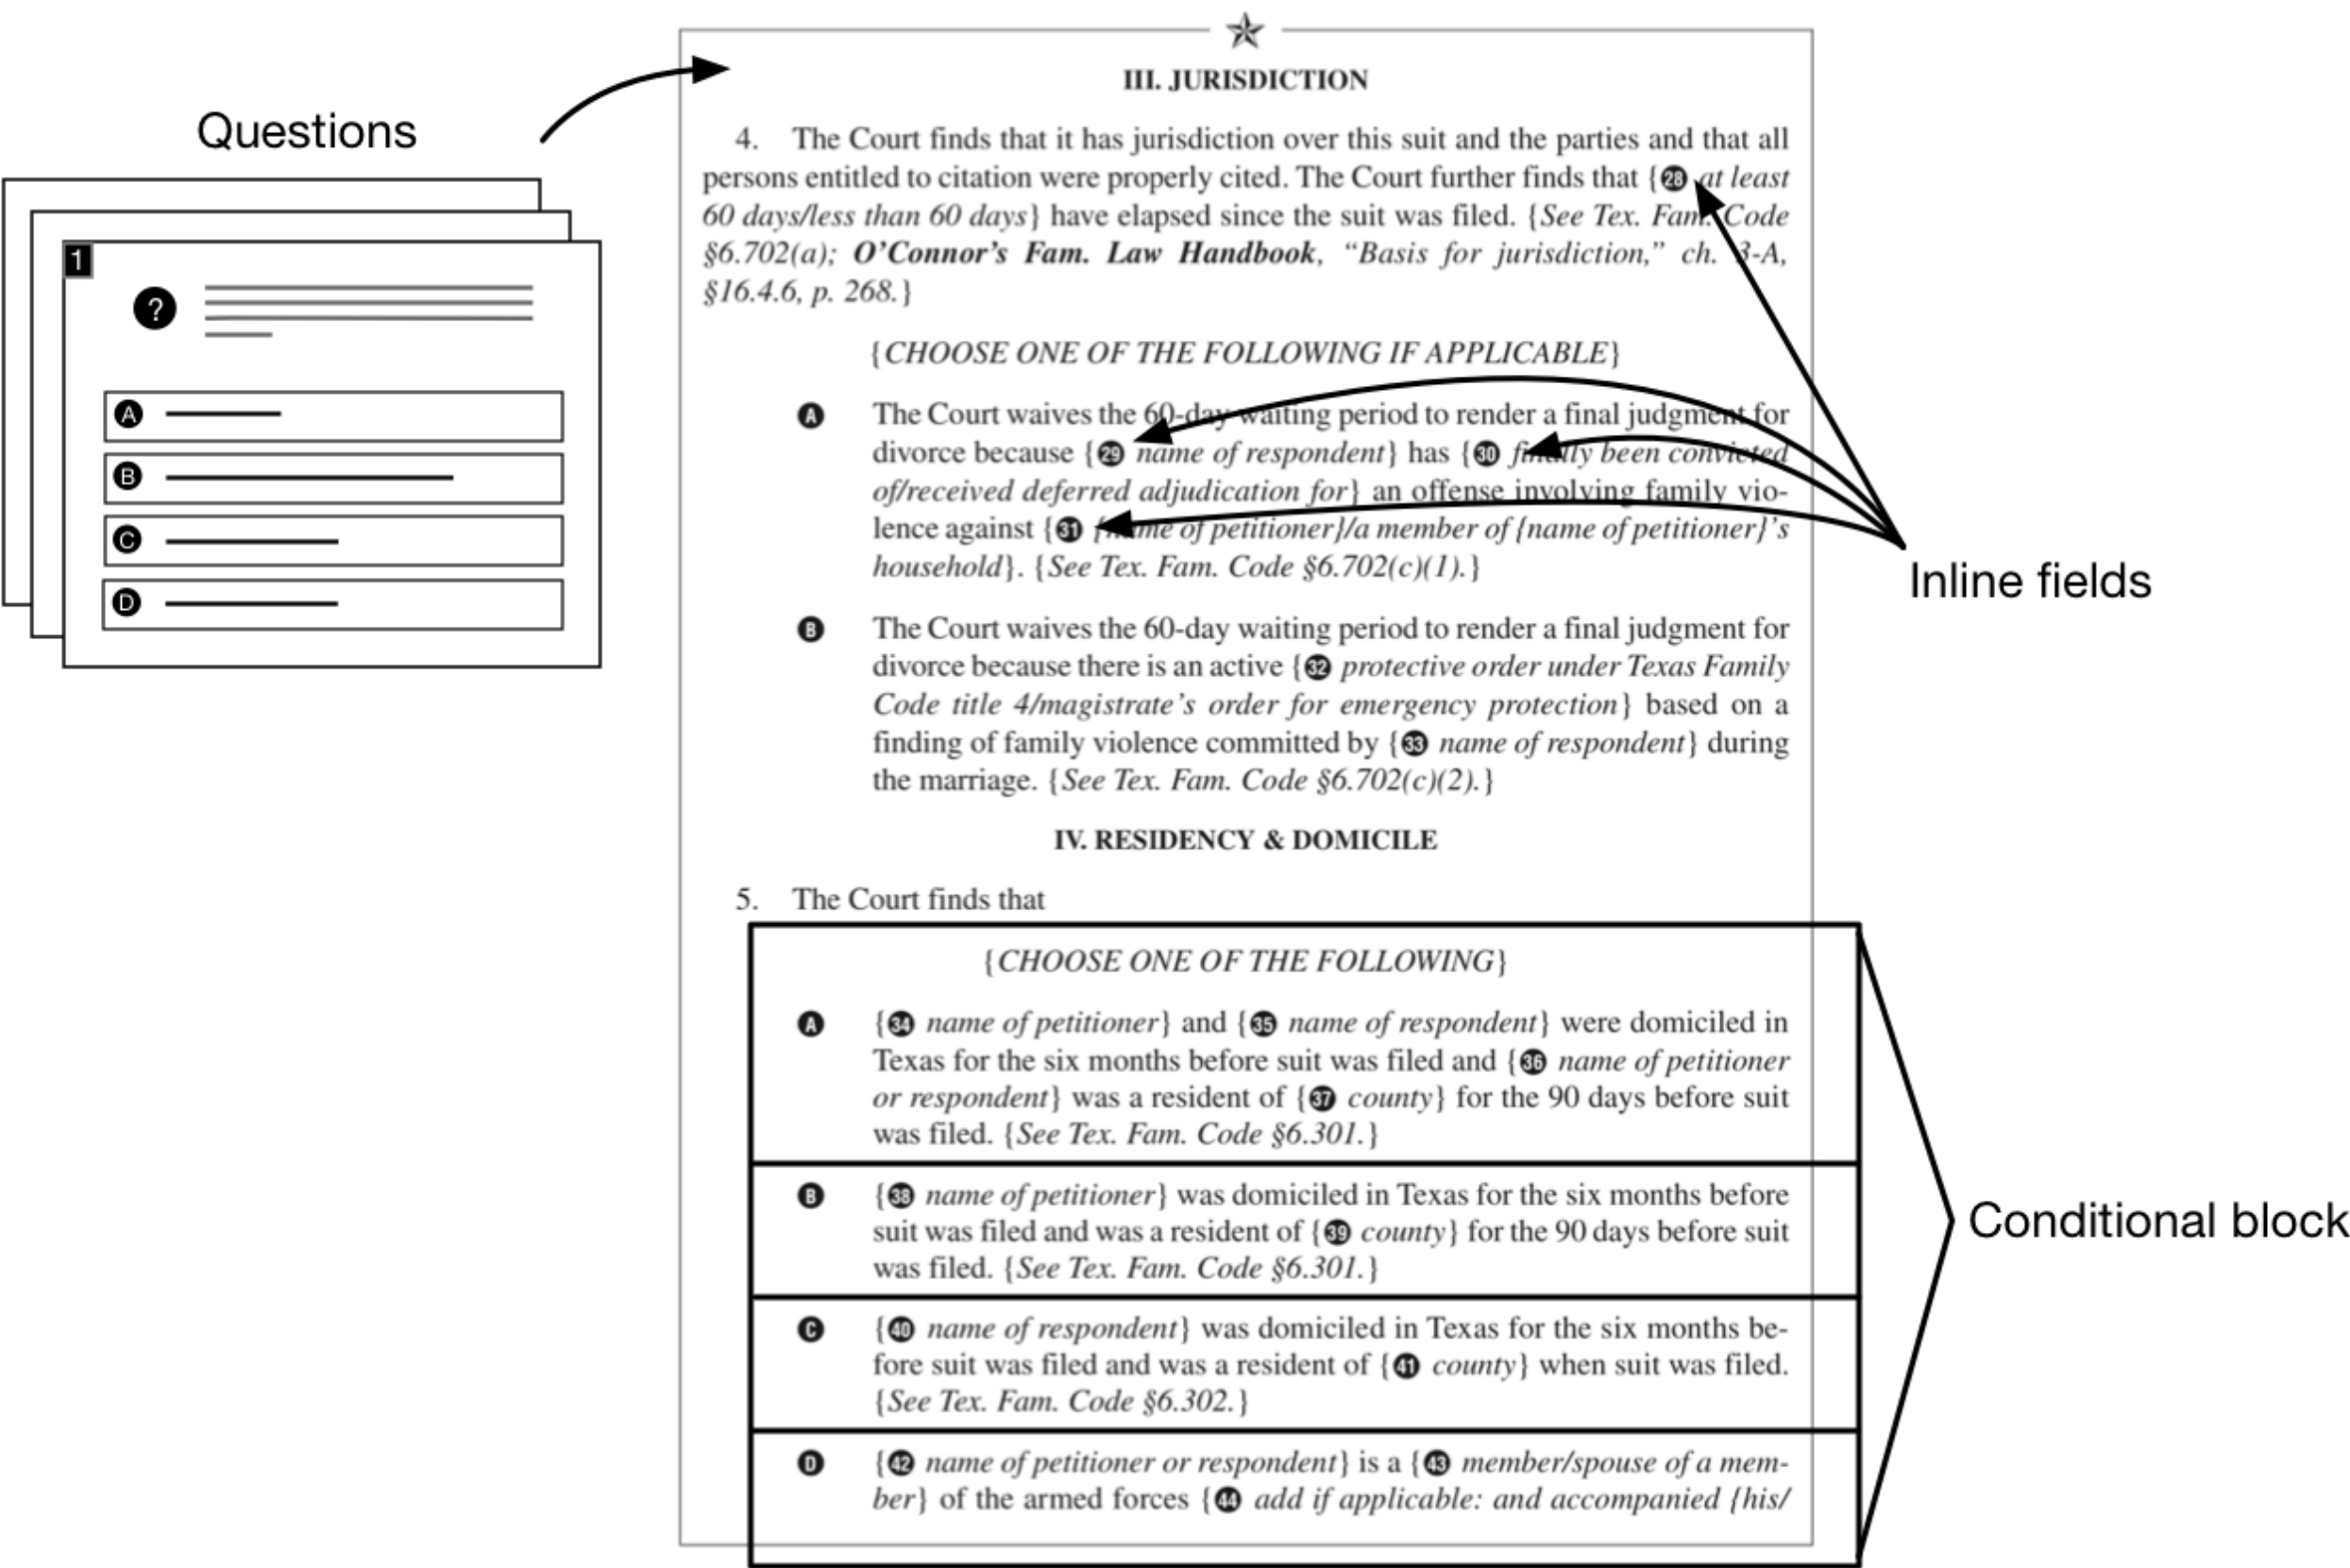 Questions
1
?
A
B
C
D
III. JURISDICTION
4. The Court finds that it has jurisdiction over this suit and the parties and that all
persons entitled to citation were properly cited. The Court further finds that {28 at least
60 days/less than 60 days} have elapsed since the suit was filed. {See Tex. Fam. Code
§6.702(a); O'Connor's Fam. Law Handbook, “Basis for jurisdiction,” ch. 3-A,
§16.4.6, p. 268.}
{CHOOSE ONE OF THE FOLLOWING IF APPLICABLE}
A The Court waives the 60-day waiting period to render a final judgment for
divorce because {29 name of respondent} has {30 finally been convicted
of/received deferred adjudication for} an offense involving family vio-
lence against {31 {name of petitioner}/a member of {name of petitioner}'s
household}. {See Tex. Fam. Code §6.702(c)(1).}
B The Court waives the 60-day waiting period to render a final judgment for
divorce because there is an active {32 protective order under Texas Family
Code title 4/magistrate's order for emergency protection} based on a
finding of family violence committed by {33 name of respondent} during
the marriage. {See Tex. Fam. Code §6.702(c)(2).}
IV. RESIDENCY & DOMICILE
5. The Court finds that
{CHOOSE ONE OF THE FOLLOWING}
A {34 name of petitioner} and {35 name of respondent} were domiciled in
Texas for the six months before suit was filed and {36 name of petitioner
or respondent} was a resident of {37 county} for the 90 days before suit
was filed. {See Tex. Fam. Code §6.301.}
B {38 name of petitioner} was domiciled in Texas for the six months before
suit was filed and was a resident of {39 county} for the 90 days before suit
was filed. {See Tex. Fam. Code §6.301.}
C {40 name of respondent} was domiciled in Texas for the six months be-
fore suit was filed and was a resident of {41 county} when suit was filed.
{See Tex. Fam. Code §6.302.}
D {42 name of petitioner or respondent} is a {43 member/spouse of a mem-
ber} of the armed forces {44 add if applicable: and accompanied {his/
Inline fields
Conditional block